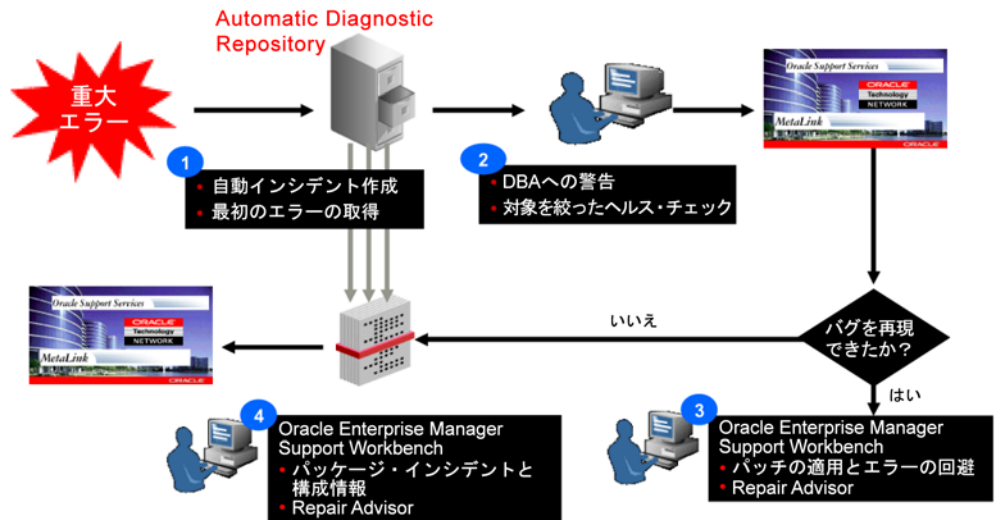 Automatic Diagnostic
Repository
重大
エラー
1
・ 自動インシデント作成
・ 最初のエラーの取得
2
・ DBAへの警告
・ 対象を絞ったヘルス・チェック
Oracle Support Services
ORACLE
Technology
NETWORK
MetaLink
ORACLE
バグを再現
できたか？
いいえ
はい
3
Oracle Enterprise Manager
Support Workbench
• パッチの適用とエラーの回避
• Repair Advisor
Oracle Support Services
ORACLE
Technology
NETWORK
MetaLink
ORACLE
4
Oracle Enterprise Manager
Support Workbench
• パッケージ・インシデントと
構成情報
• Repair Advisor